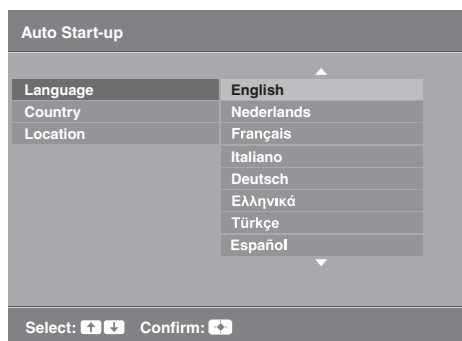 Auto Start-up
Language
English
Country
Nederlands
Location
Français
Italiano
Deutsch
Ελληνικά
Türkçe
Español
Select: Confirm: